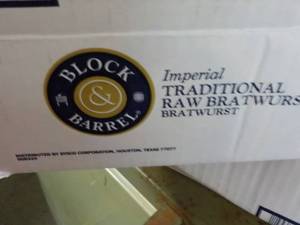 BLOCK
&
BARREL
Imperial
TRADITIONAL
RAW BRATWURS
BRATWURST
DISTRIBUTED BY SYSCO CORPORATION, HOUSTON, TEXAS 77077